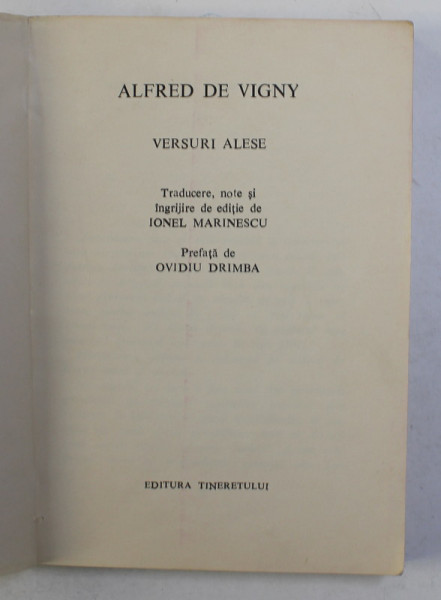 ALFRED DE VIGNY
VERSURI ALESE
Traducere, note și
îngrijire de ediție de
IONEL MARINESCU
Prefață de
OVIDIU DRIMBA
EDITURA TINERETULUI